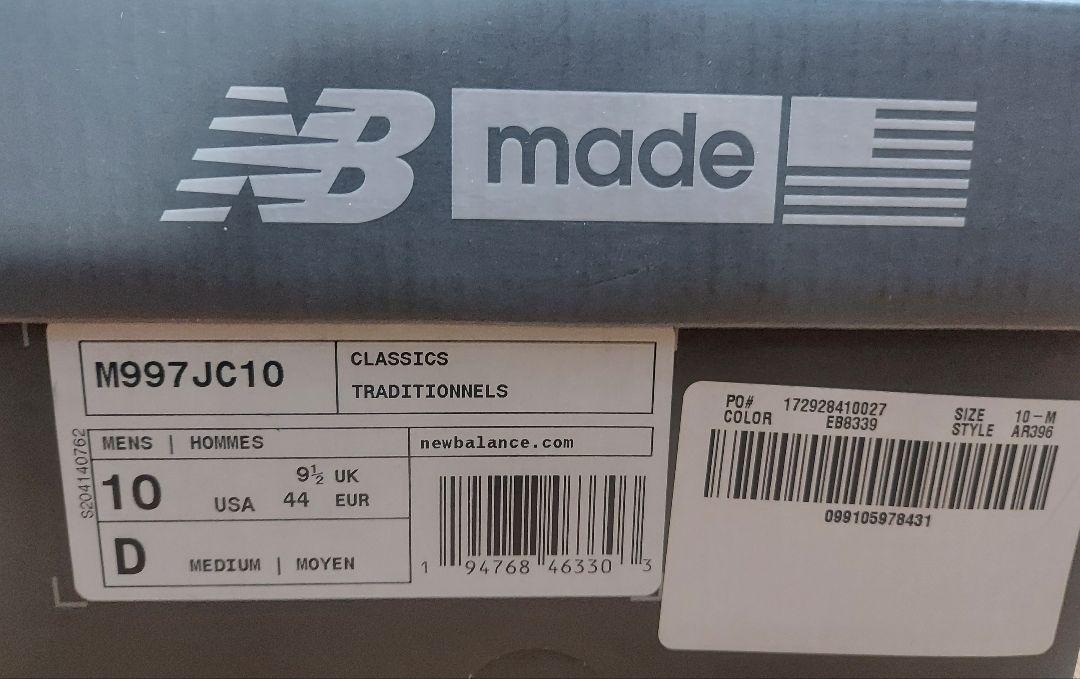 NB made
M997JC10
CLASSICS
TRADITIONNELS
S204140762
MENS | HOMMES
newbalance.com
10 USA
9½ UK
44 EUR
D MEDIUM | MOYEN
1 94768 46330 3
PO# 172928410027 SIZE 10-M
COLOR EB8339 STYLE AR396
099105978431